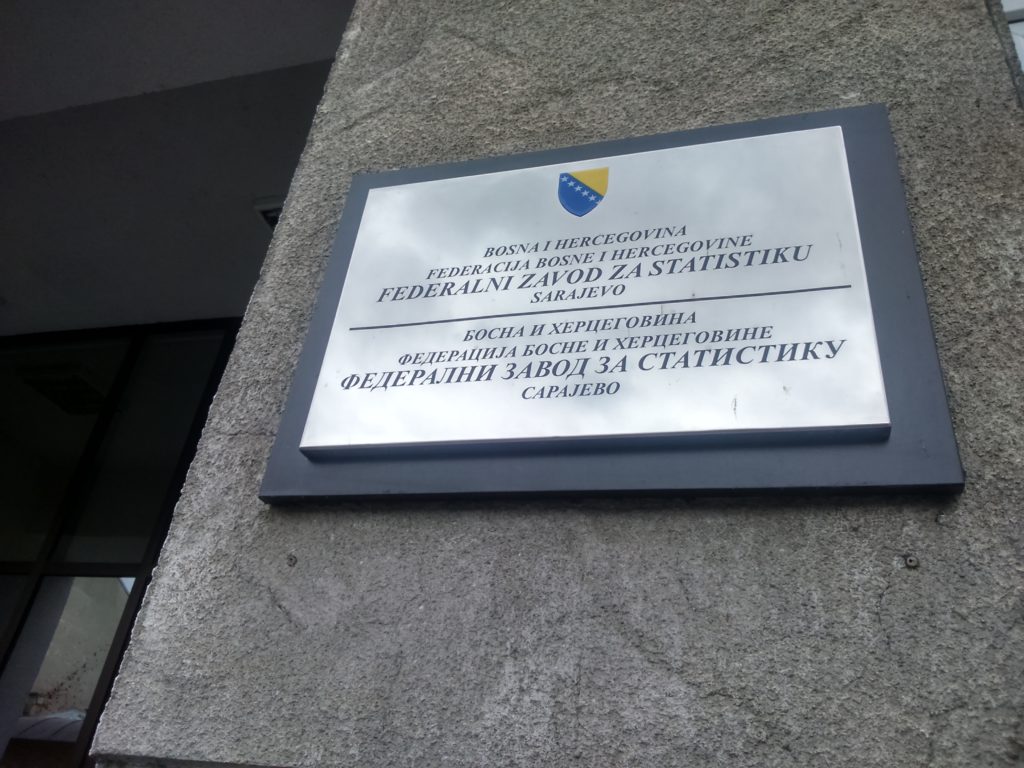 BOSNA I HERCEGOVINA
FEDERACIJA BOSNE I HERCEGOVINE
FEDERALNI ZAVOD ZA STATISTIKU
SARAJEVO
БОСНА И ХЕРЦЕГОВИНА
ФЕДЕРАЦИЈА БОСНЕ И ХЕРЦЕГОВИНЕ
ФЕДЕРАЛНИ ЗАВОД ЗА СТАТИСТИКУ
САРАЈЕВО